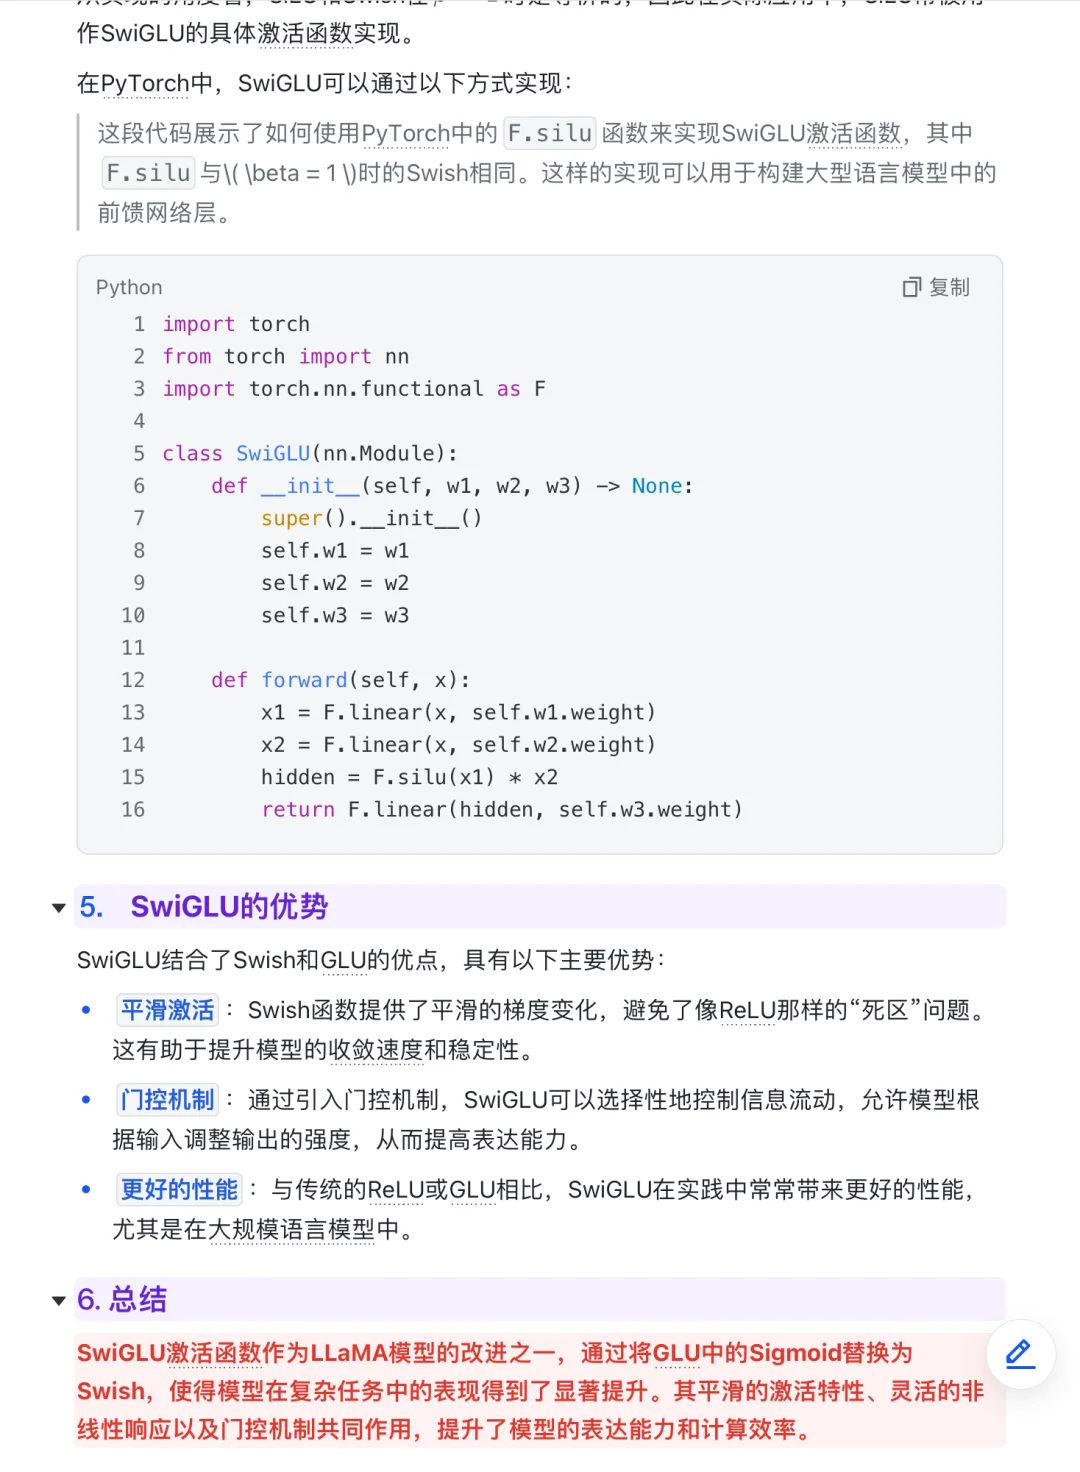 作SwiGLU的具体激活函数实现。
在PyTorch中，SwiGLU可以通过以下方式实现：
这段代码展示了如何使用PyTorch中的 F.silu 函数来实现SwiGLU激活函数，其中
F.silu 与\( \beta = 1 \)时的Swish相同。这样的实现可以用于构建大型语言模型中的
前馈网络层。
Python
复制
1 import torch
2 from torch import nn
3 import torch.nn.functional as F
4
5 class SwiGLU(nn.Module):
6     def __init__(self, w1, w2, w3) -> None:
7         super().__init__()
8         self.w1 = w1
9         self.w2 = w2
10         self.w3 = w3
11
12     def forward(self, x):
13         x1 = F.linear(x, self.w1.weight)
14         x2 = F.linear(x, self.w2.weight)
15         hidden = F.silu(x1) * x2
16         return F.linear(hidden, self.w3.weight)
5. SwiGLU的优势
SwiGLU结合了Swish和GLU的优点，具有以下主要优势：
• 平滑激活：Swish函数提供了平滑的梯度变化，避免了像ReLU那样的“死区”问题。
这有助于提升模型的收敛速度和稳定性。
• 门控机制：通过引入门控机制，SwiGLU可以选择性地控制信息流动，允许模型根
据输入调整输出的强度，从而提高表达能力。
• 更好的性能：与传统的ReLU或GLU相比，SwiGLU在实践中常常带来更好的性能，
尤其是在大规模语言模型中。
6. 总结
SwiGLU激活函数作为LLaMA模型的改进之一，通过将GLU中的Sigmoid替换为
Swish，使得模型在复杂任务中的表现得到了显著提升。其平滑的激活特性、灵活的非
线性响应以及门控机制共同作用，提升了模型的表达能力和计算效率。